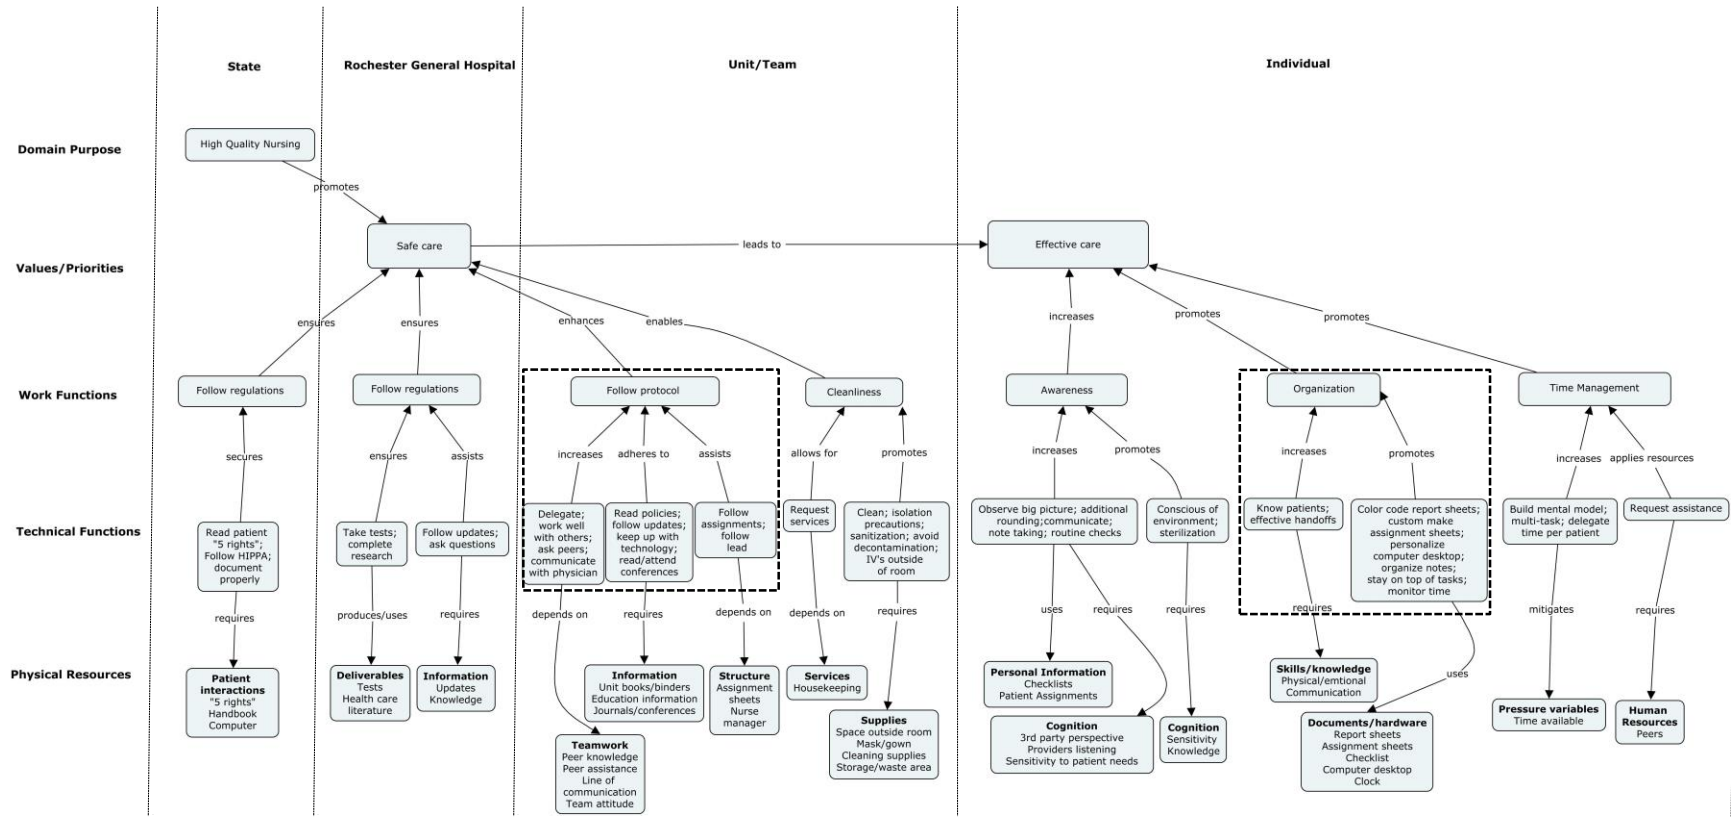 State
Rochester General Hospital
Unit/Team
Individual
Domain Purpose
High Quality Nursing
promotes
Values/Priorities
Safe care
leads to
Effective care
ensures
ensures
enhances
enables
increases
promotes
promotes
Work Functions
Follow regulations
Follow regulations
Follow protocol
Cleanliness
Awareness
Organization
Time Management
secures
ensures
assists
increases
adheres to
assists
allows for
promotes
increases
promotes
increases
promotes
increases
applies resources
Technical Functions
Read patient
"5 rights";
Follow HIPPA;
document
properly
Take tests;
complete
research
Follow updates;
ask questions
Delegate;
work well
with others;
ask peers;
communicate
with physician
Read policies;
follow updates;
keep up with
technology;
read/attend
conferences
Follow
assignments;
follow
lead
Request
services
Clean; isolation
precautions;
sanitization; avoid
decontamination;
IV's outside
of room
Observe big picture; additional
rounding;communicate;
note taking; routine checks
Conscious of
environment;
sterilization
Know patients;
effective handoffs
Color code report sheets;
custom make
assignment sheets;
personalize
computer desktop;
organize notes;
stay on top of tasks;
monitor time
Build mental model;
multi-task; delegate
time per patient
Request assistance
requires
produces/uses
requires
depends on
requires
depends on
depends on
requires
uses
requires
requires
requires
uses
mitigates
requires
Physical Resources
Patient
interactions
"5 rights"
Handbook
Computer
Deliverables
Tests
Health care
literature
Information
Updates
Knowledge
Teamwork
Peer knowledge
Peer assistance
Line of
communication
Team attitude
Information
Unit books/binders
Education information
Journals/conferences
Structure
Assignment
sheets
Nurse
manager
Services
Housekeeping
Supplies
Space outside room
Mask/gown
Cleaning supplies
Storage/waste area
Personal Information
Checklists
Patient Assignments
Cognition
3rd party perspective
Providers listening
Sensitivity to patient needs
Cognition
Sensitivity
Knowledge
Skills/knowledge
Physical/emtional
Communication
Documents/hardware
Report sheets
Assignment sheets
Checklist
Computer desktop
Clock
Pressure variables
Time available
Human
Resources
Peers